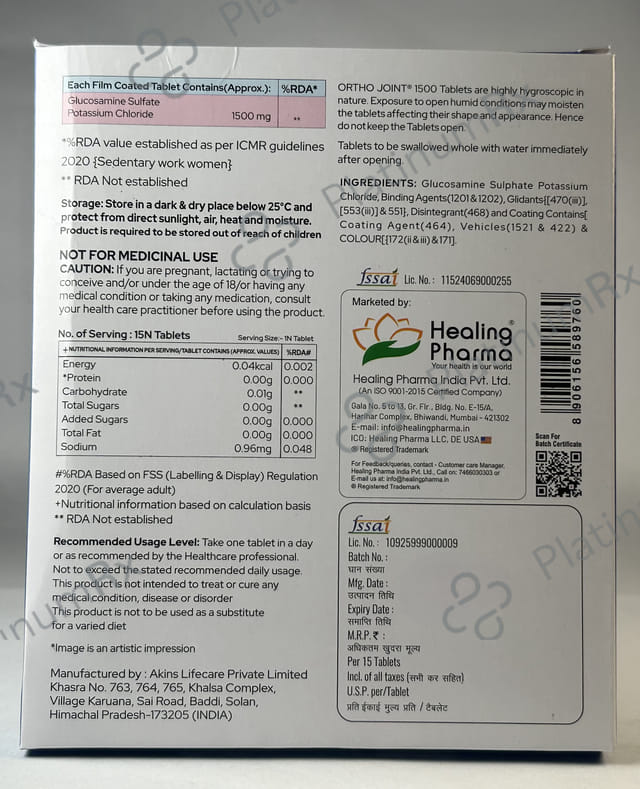 Each Film Coated Tablet Contains(Approx.): %RDA*
Glucosamine Sulfate
Potassium Chloride 1500 mg **
*%RDA value established as per ICMR guidelines
2020 {Sedentary work women}
** RDA Not established
Storage: Store in a dark & dry place below 25°C and
protect from direct sunlight, air, heat and moisture.
Product is required to be stored out of reach of children
NOT FOR MEDICINAL USE
CAUTION: If you are pregnant, lactating or trying to
conceive and/or under the age of 18/or having any
medical condition or taking any medication, consult
your health care practitioner before using the product.
No. of Serving : 15N Tablets Serving Size:- 1N Tablet
+NUTRITIONAL INFORMATION PER SERVING/TABLET CONTAINS (APPROX. VALUES) %RDA#
Energy 0.04kcal 0.002
*Protein 0.00g 0.000
Carbohydrate 0.01g **
Total Sugars 0.00g **
Added Sugars 0.00g 0.000
Total Fat 0.00g 0.000
Sodium 0.96mg 0.048
#%RDA Based on FSS (Labelling & Display) Regulation
2020 (For average adult)
+Nutritional information based on calculation basis
** RDA Not established
Recommended Usage Level: Take one tablet in a day
or as recommended by the Healthcare professional.
Not to exceed the stated recommended daily usage.
This product is not intended to treat or cure any
medical condition, disease or disorder
This product is not to be used as a substitute
for a varied diet
*Image is an artistic impression
Manufactured by : Akins Lifecare Private Limited
Khasra No. 763, 764, 765, Khalsa Complex,
Village Karuana, Sai Road, Baddi, Solan,
Himachal Pradesh-173205 (INDIA)
ORTHO JOINT® 1500 Tablets are highly hygroscopic in
nature. Exposure to open humid conditions may moisten
the tablets affecting their shape and appearance. Hence
do not keep the Tablets open.
Tablets to be swallowed whole with water immediately
after opening.
INGREDIENTS: Glucosamine Sulphate Potassium
Chloride, Binding Agents(1201 & 1202), Glidants{[470(iii)],
[553(iii)] & 551}, Disintegrant(468) and Coating Contains[
Coating Agent(464), Vehicles(1521 & 422) &
COLOUR[{172(ii & iii) & 171].
fssai Lic. No. : 11524069000255
Marketed by:
Healing®
Pharma
Your health is our world
Healing Pharma India Pvt. Ltd.
(An ISO 9001-2015 Certified Company)
Gala No. 5 to 13, Gr. Flr., Bldg. No. E-15/A,
Harihar Complex, Bhiwandi, Mumbai - 421302
E-mail: info@healingpharma.in
ICO: Healing Pharma LLC, DE USA
® Registered Trademark
For Feedback/queries, contact - Customer care Manager,
Healing Pharma India Pvt. Ltd., Call on: 7466030303 or
E-mail us at: info@healingpharma.in
® Registered Trademark
8 906156 589760
Scan For
Batch Certificate
fssai
Lic. No. : 10925999000009
Batch No. :
घान संख्या
Mfg. Date :
उत्पादन तिथि
Expiry Date :
समाप्ति तिथि
M.R.P. ₹ :
अधिकतम खुदरा मूल्य
Per 15 Tablets
Incl. of all taxes (सभी कर सहित)
U.S.P. per/Tablet
प्रति ईकाई मुल्य प्रति / टैबलेट
PlatinumRx
PlatinumRx
PlatinumRx
PlatinumRx